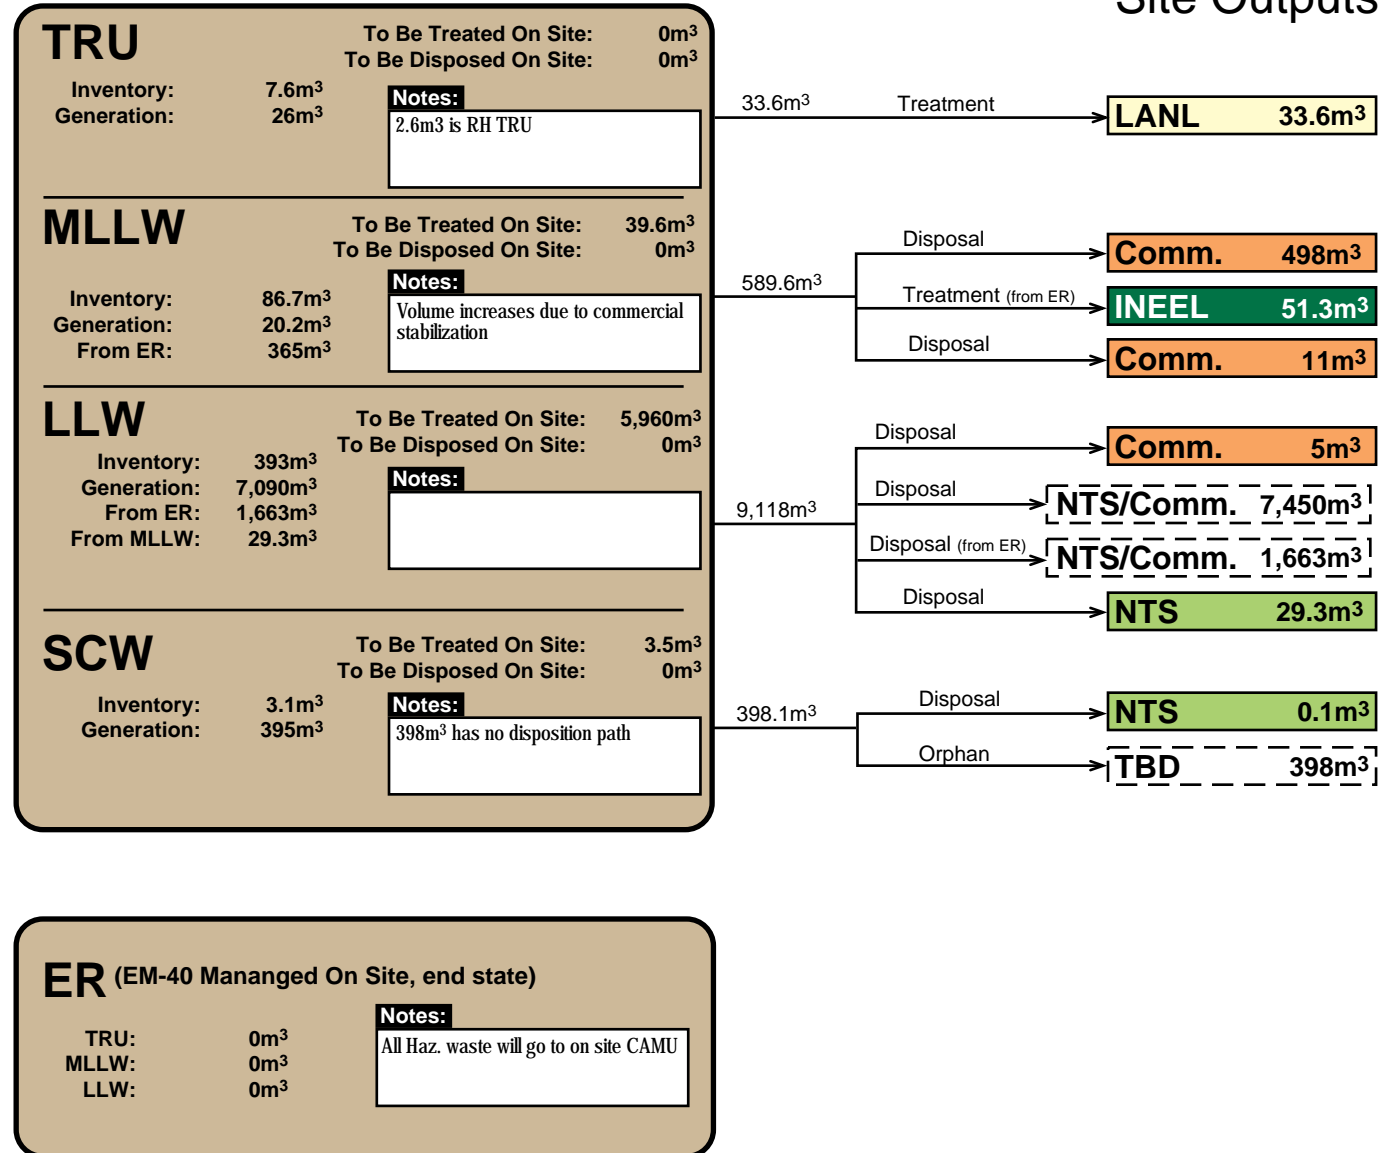 Site Outputs
TRU
To Be Treated On Site: 0m³
To Be Disposed On Site: 0m³
Inventory: 7.6m³
Generation: 26m³
Notes:
2.6m3 is RH TRU
33.6m³ Treatment
LANL 33.6m³
MLLW
To Be Treated On Site: 39.6m³
To Be Disposed On Site: 0m³
Inventory: 86.7m³
Generation: 20.2m³
From ER: 365m³
Notes:
Volume increases due to commercial
stabilization
589.6m³
Disposal
Comm. 498m³
Treatment (from ER)
INEEL 51.3m³
Disposal
Comm. 11m³
LLW
To Be Treated On Site: 5,960m³
To Be Disposed On Site: 0m³
Inventory: 393m³
Generation: 7,090m³
From ER: 1,663m³
From MLLW: 29.3m³
Notes:
9,118m³
Disposal
Comm. 5m³
Disposal
NTS/Comm. 7,450m³
Disposal (from ER)
NTS/Comm. 1,663m³
Disposal
NTS 29.3m³
SCW
To Be Treated On Site: 3.5m³
To Be Disposed On Site: 0m³
Inventory: 3.1m³
Generation: 395m³
Notes:
398m³ has no disposition path
398.1m³
Disposal
NTS 0.1m³
Orphan
TBD 398m³
ER (EM-40 Mananged On Site, end state)
TRU: 0m³
MLLW: 0m³
LLW: 0m³
Notes:
All Haz. waste will go to on site CAMU